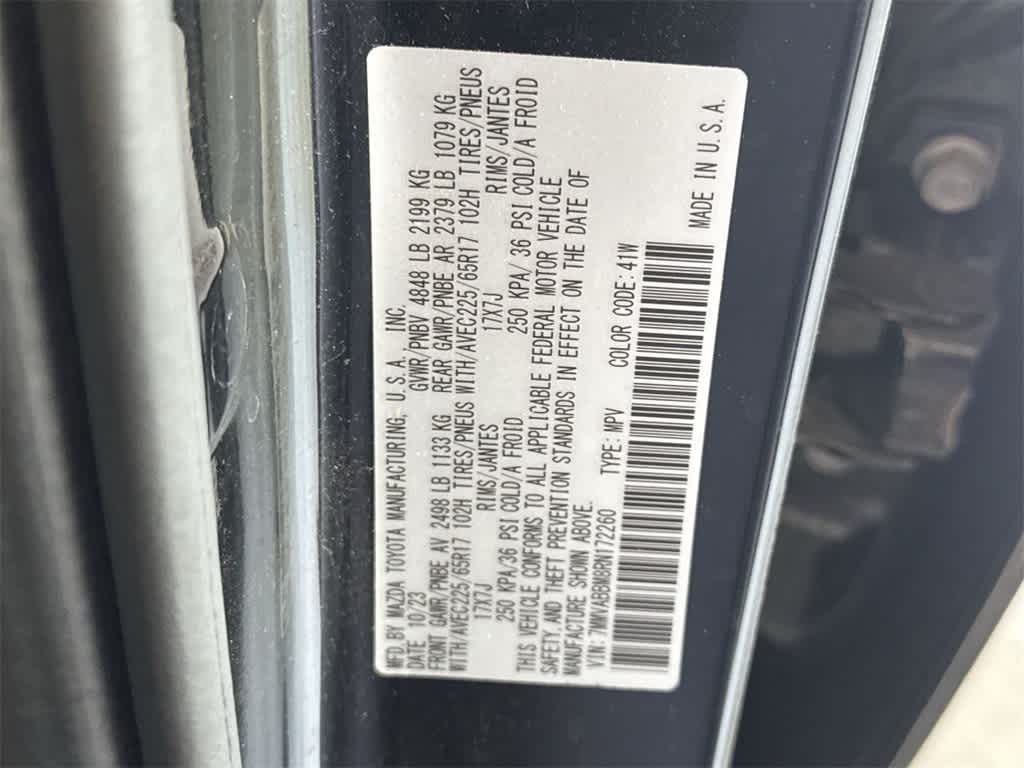 MFD.BY MAZDA TOYOTA MANUFACTURING, U.S.A. INC.
DATE: 10/23 GVWR/PNBV 4848 LB 2199 KG
FRONT GAWR/PNBE AV 2498 LB 1133 KG REAR GAWR/PNBE AR 2379 LB 1079 KG
WITH/AVEC225/65R17 102H TIRES/PNEUS WITH/AVEC225/65R17 102H TIRES/PNEUS
17X7J RIMS/JANTES 17X7J RIMS/JANTES
250 KPA/36 PSI COLD/A FROID 250 KPA/ 36 PSI COLD/A FROID
THIS VEHICLE CONFORMS TO ALL APPLICABLE FEDERAL MOTOR VEHICLE
SAFETY AND THEFT PREVENTION STANDARDS IN EFFECT ON THE DATE OF
MANUFACTURE SHOWN ABOVE.
VIN: 7MMVABBM8RN172260 TYPE: MPV COLOR CODE: 41W
MADE IN U.S.A.